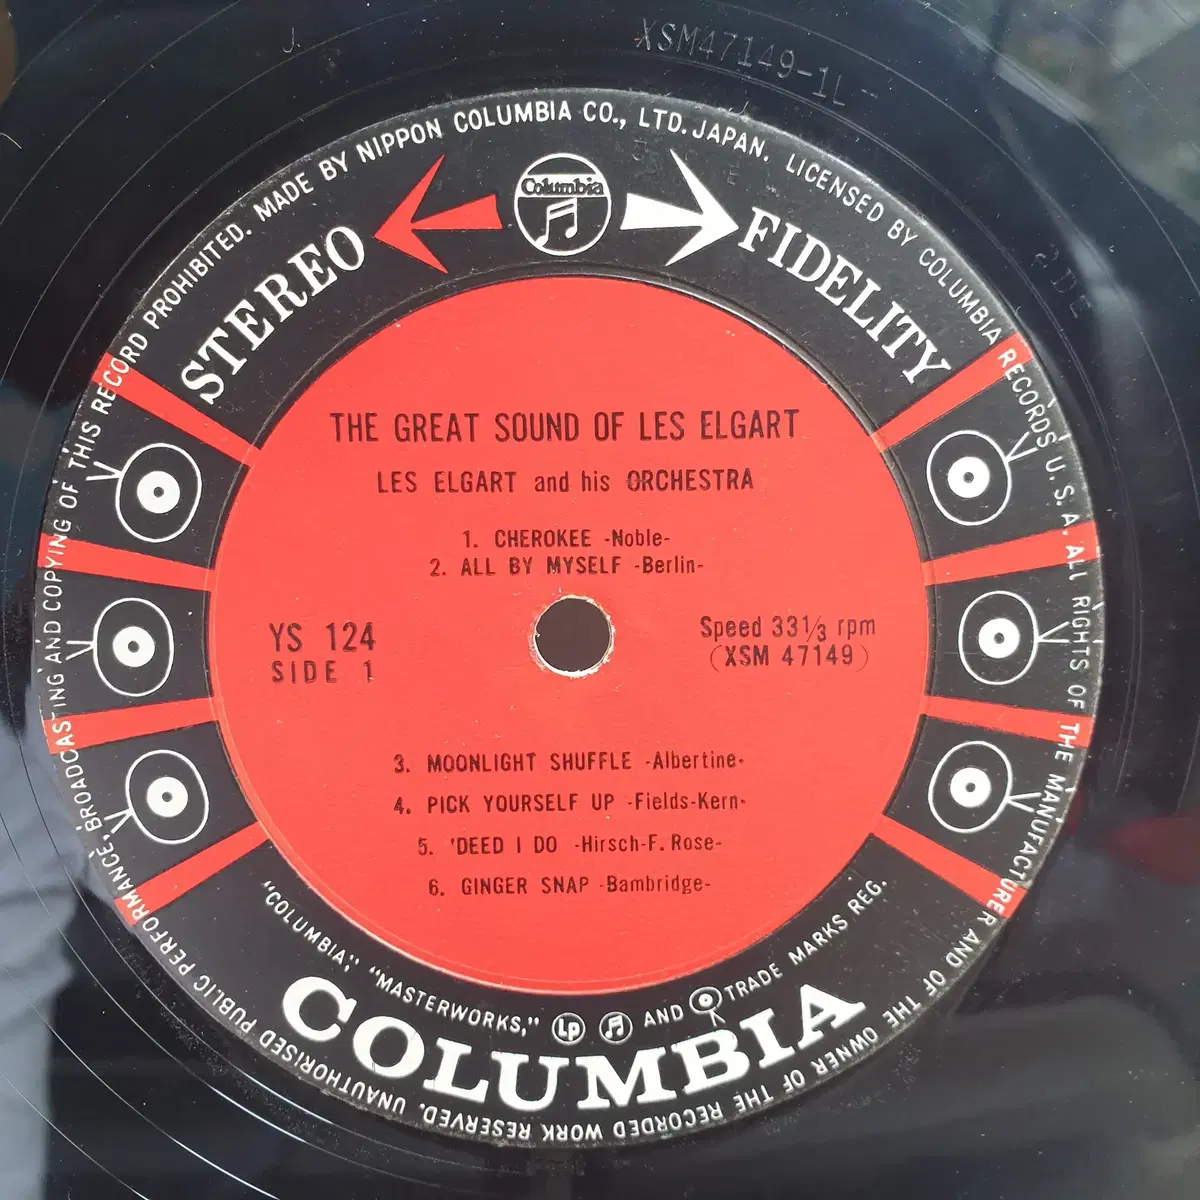 XSM47149-1L
J.
MADE BY NIPPON COLUMBIA CO., LTD. JAPAN. LICENSED BY COLUMBIA RECORDS U. S. A. ALL RIGHTS OF THE MANUFACTURER AND OF THE OWNER OF THE RECORDED WORK RESERVED. UNAUTHORISED PUBLIC PERFORMANCE, BROADCASTING AND COPYING OF THIS RECORD PROHIBITED.
Columbia
STEREO FIDELITY
THE GREAT SOUND OF LES ELGART
LES ELGART and his ORCHESTRA
1. CHEROKEE -Noble-
2. ALL BY MYSELF -Berlin-
YS 124
SIDE 1
Speed 33 1/3 rpm
(XSM 47149)
3. MOONLIGHT SHUFFLE -Albertine-
4. PICK YOURSELF UP -Fields-Kern-
5. 'DEED I DO -Hirsch-F. Rose-
6. GINGER SNAP -Bambridge-
"COLUMBIA", "MASTERWORKS," Lp AND TRADE MARKS REG.
COLUMBIA